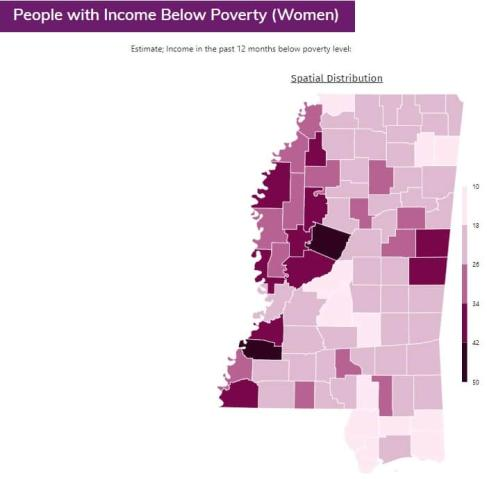 People with Income Below Poverty (Women)
Estimate; Income in the past 12 months below poverty level:
Spatial Distribution
10
18
26
34
42
50